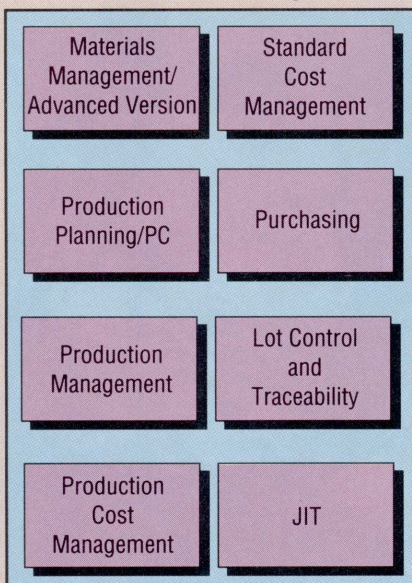 Materials
Management/
Advanced Version
Standard
Cost
Management
Production
Planning/PC
Purchasing
Production
Management
Lot Control
and
Traceability
Production
Cost
Management
JIT